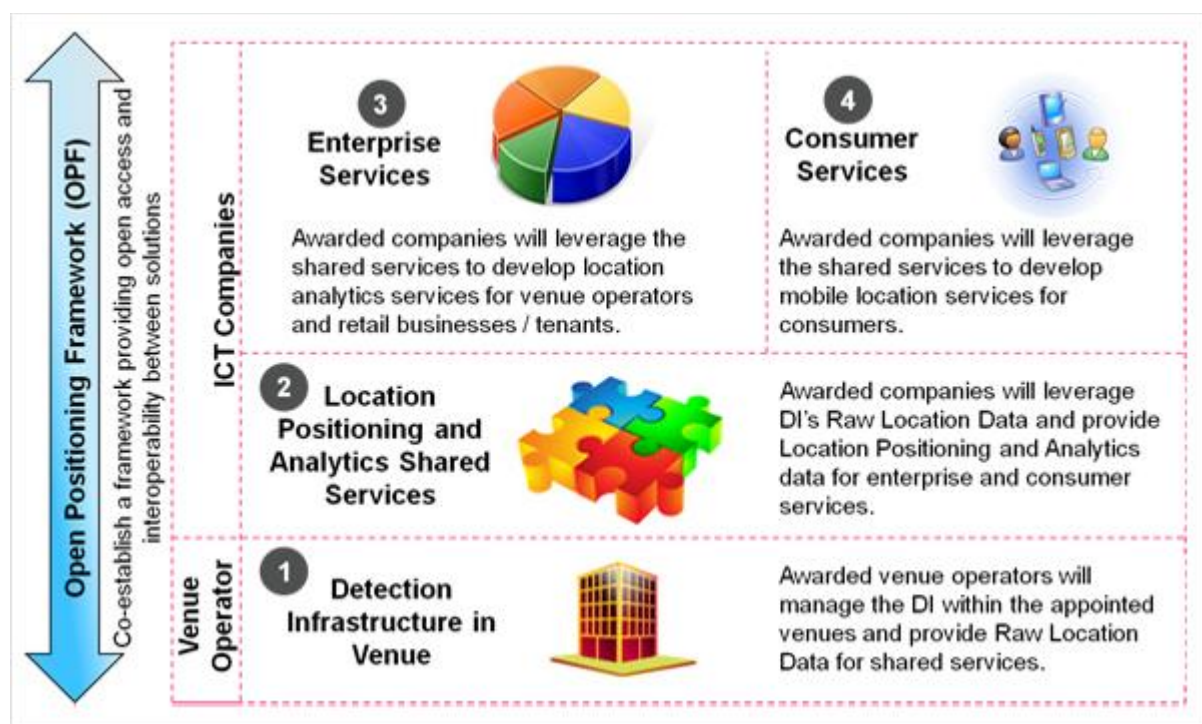 Open Positioning Framework (OPF)
Co-establish a framework providing open access and
interoperability between solutions
ICT Companies
3
Enterprise
Services
Awarded companies will leverage the
shared services to develop location
analytics services for venue operators
and retail businesses / tenants.
4
Consumer
Services
Awarded companies will leverage
the shared services to develop
mobile location services for
consumers.
2
Location
Positioning and
Analytics Shared
Services
Awarded companies will leverage
DI's Raw Location Data and provide
Location Positioning and Analytics
data for enterprise and consumer
services.
Venue
Operator
1
Detection
Infrastructure in
Venue
Awarded venue operators will
manage the DI within the appointed
venues and provide Raw Location
Data for shared services.